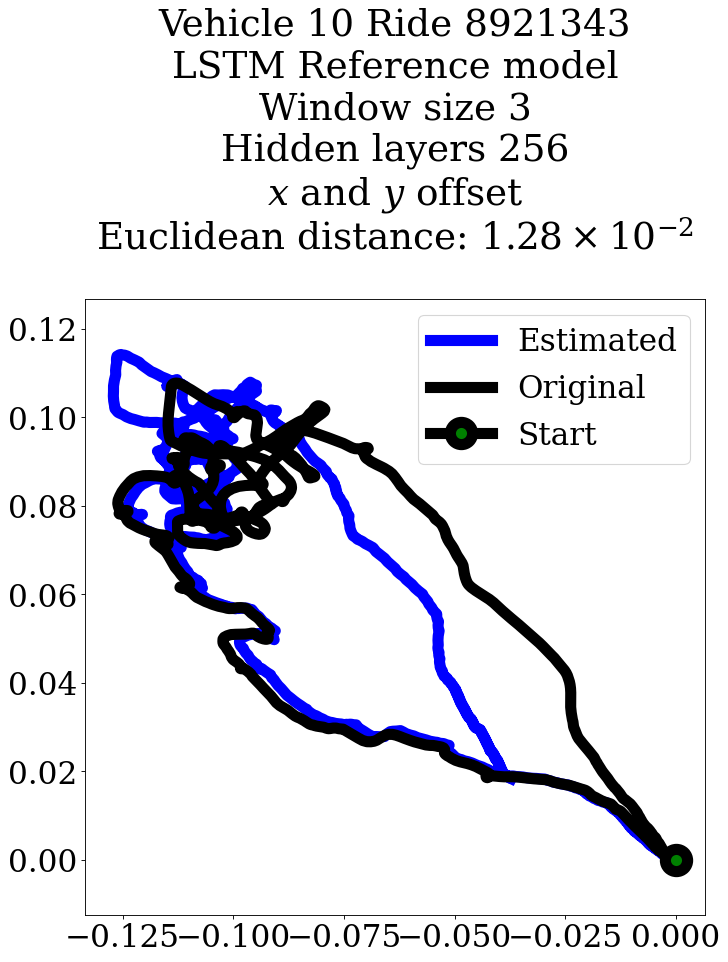 Vehicle 10 Ride 8921343
LSTM Reference model
Window size 3
Hidden layers 256
x and y offset
Euclidean distance: 1.28 × 10⁻²
Estimated
Original
Start
0.12
0.10
0.08
0.06
0.04
0.02
0.00
−0.125 −0.100 −0.075 −0.050 −0.025 0.000